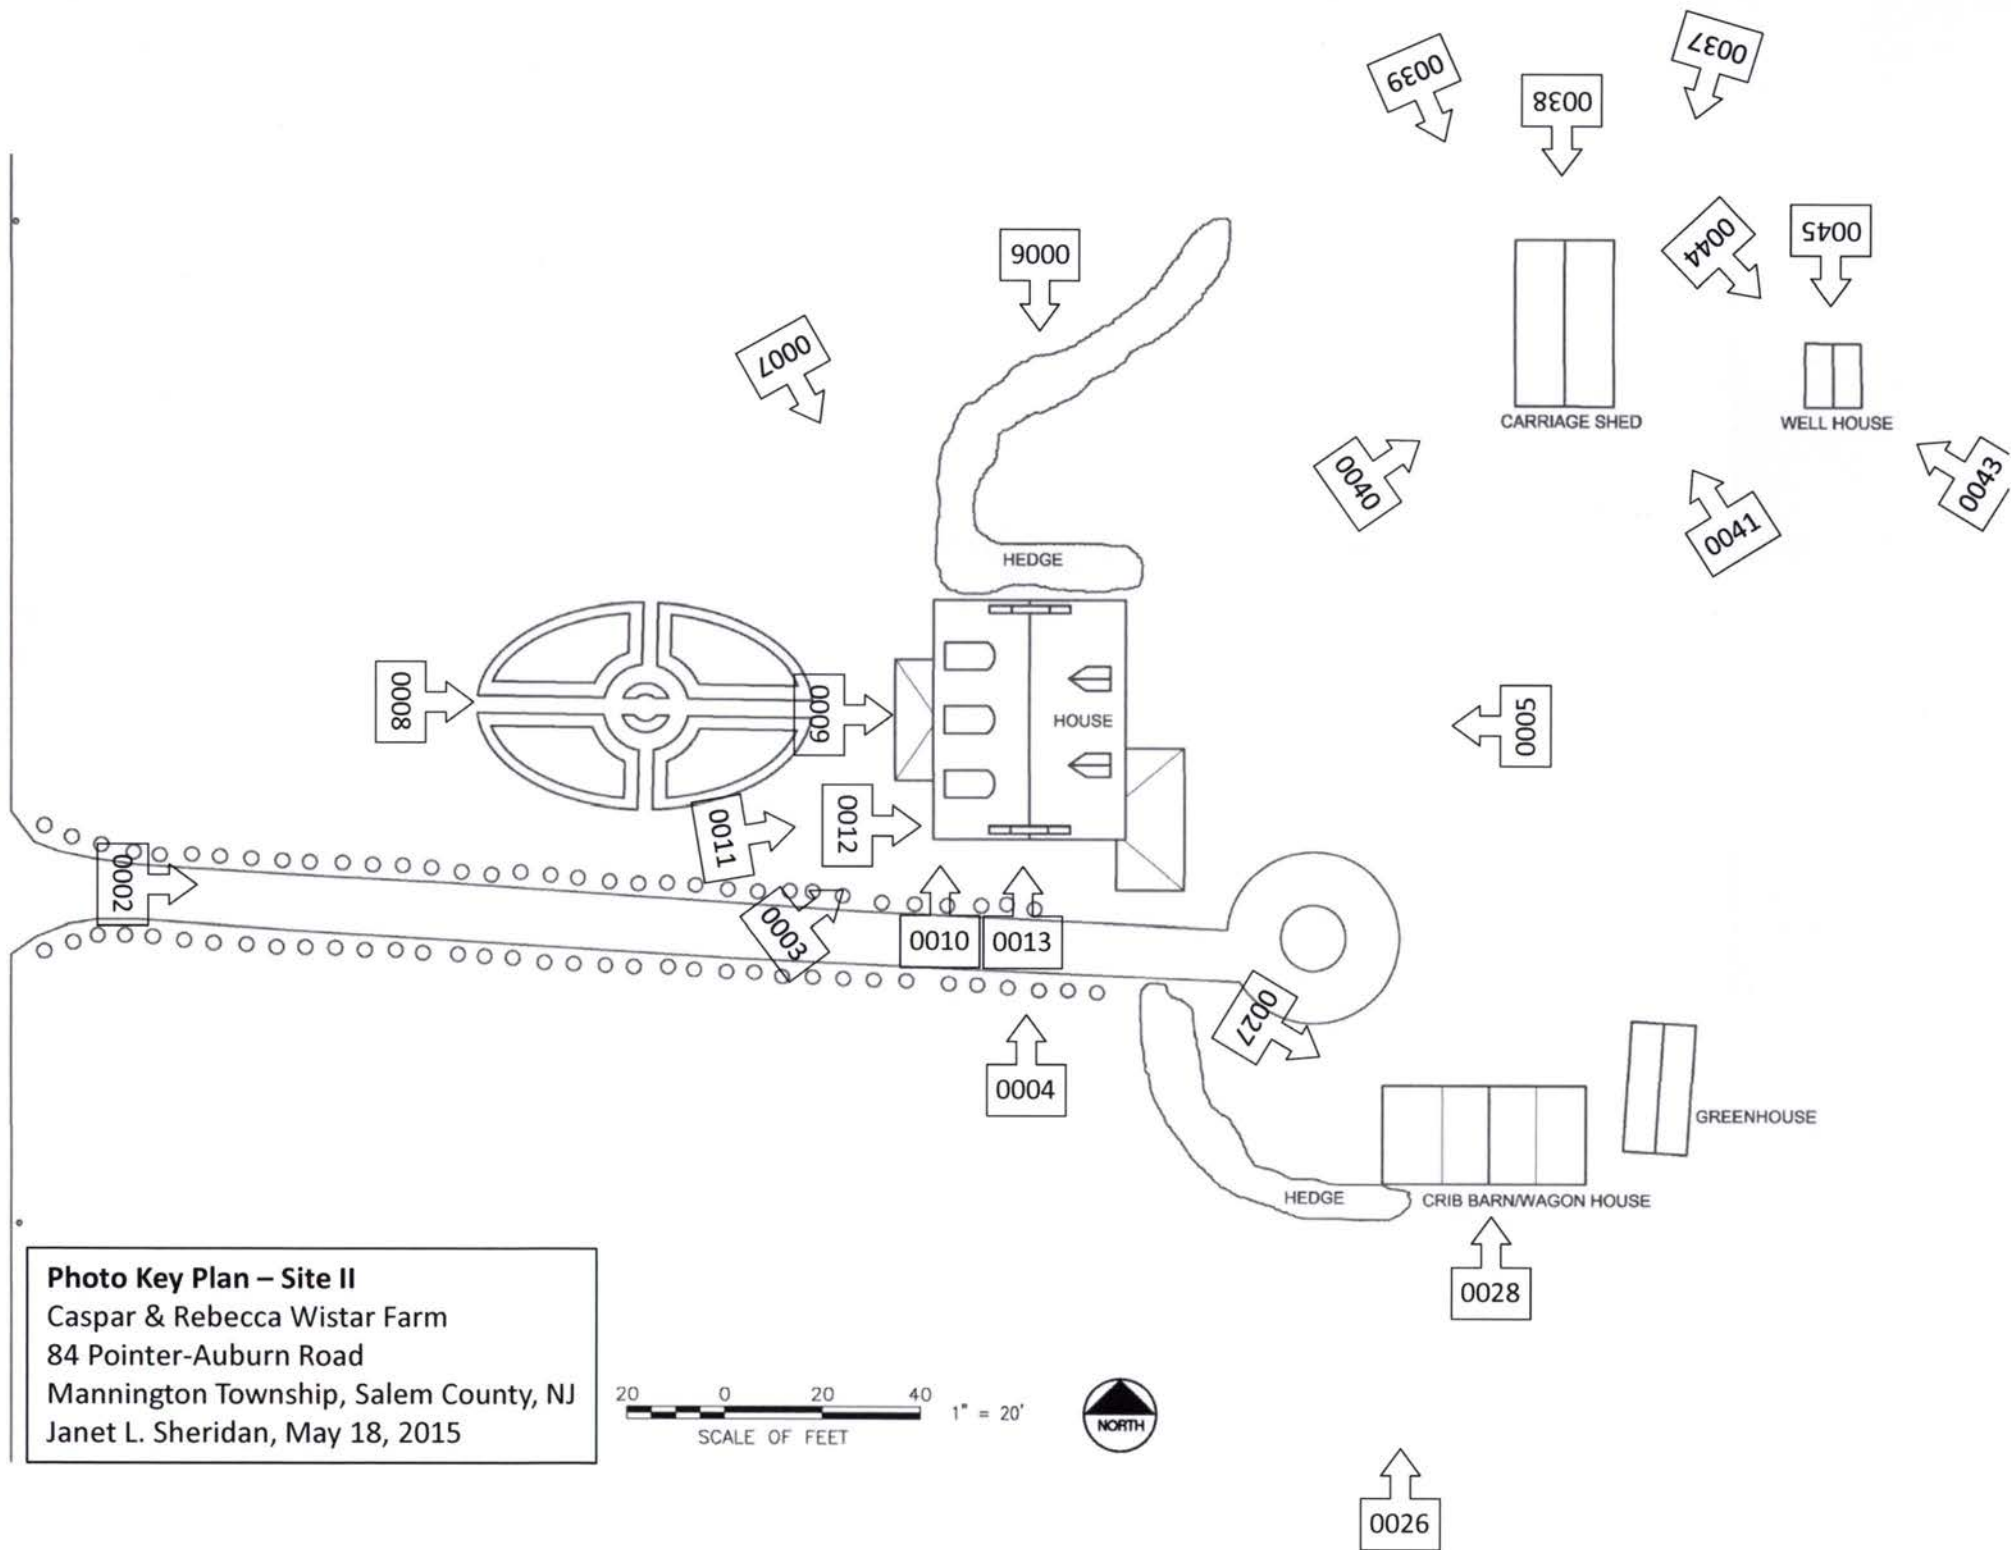 0037
0039
0038
0044
0045
0006
0007
CARRIAGE SHED
WELL HOUSE
0040
0043
0041
HEDGE
0008
0009
HOUSE
0005
0011
0012
0002
0003
0010
0013
0027
0004
GREENHOUSE
HEDGE
CRIB BARN/WAGON HOUSE
0028
Photo Key Plan – Site II
Caspar & Rebecca Wistar Farm
84 Pointer-Auburn Road
Mannington Township, Salem County, NJ
Janet L. Sheridan, May 18, 2015
20 0 20 40
1" = 20'
SCALE OF FEET
NORTH
0026